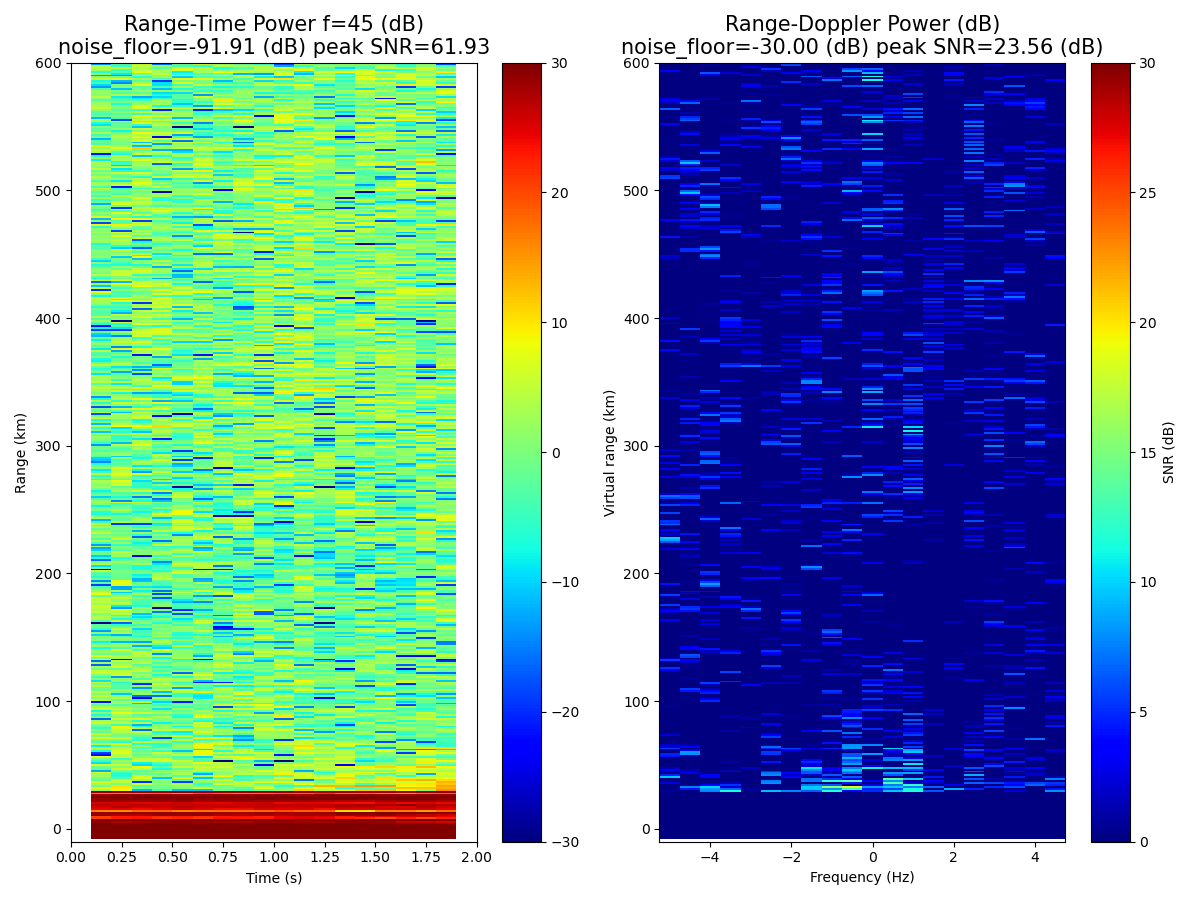 Range-Time Power f=45 (dB)
noise_floor=-91.91 (dB) peak SNR=61.93
600
500
400
300
200
100
0
Range (km)
0.00 0.25 0.50 0.75 1.00 1.25 1.50 1.75 2.00
Time (s)
30
20
10
0
−10
−20
−30
Range-Doppler Power (dB)
noise_floor=-30.00 (dB) peak SNR=23.56 (dB)
600
500
400
300
200
100
0
Virtual range (km)
−4 −2 0 2 4
Frequency (Hz)
30
25
20
15
10
5
0
SNR (dB)